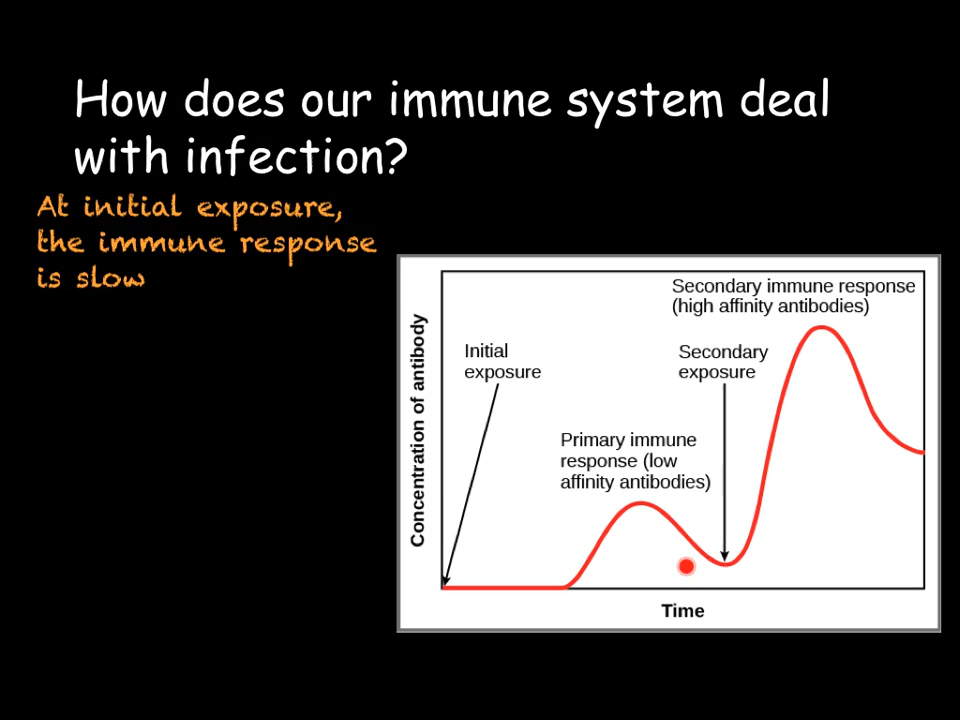 How does our immune system deal
with infection?
At initial exposure,
the immune response
is slow
Secondary immune response
(high affinity antibodies)
Initial
exposure
Secondary
exposure
Primary immune
response (low
affinity antibodies)
Concentration of antibody
Time